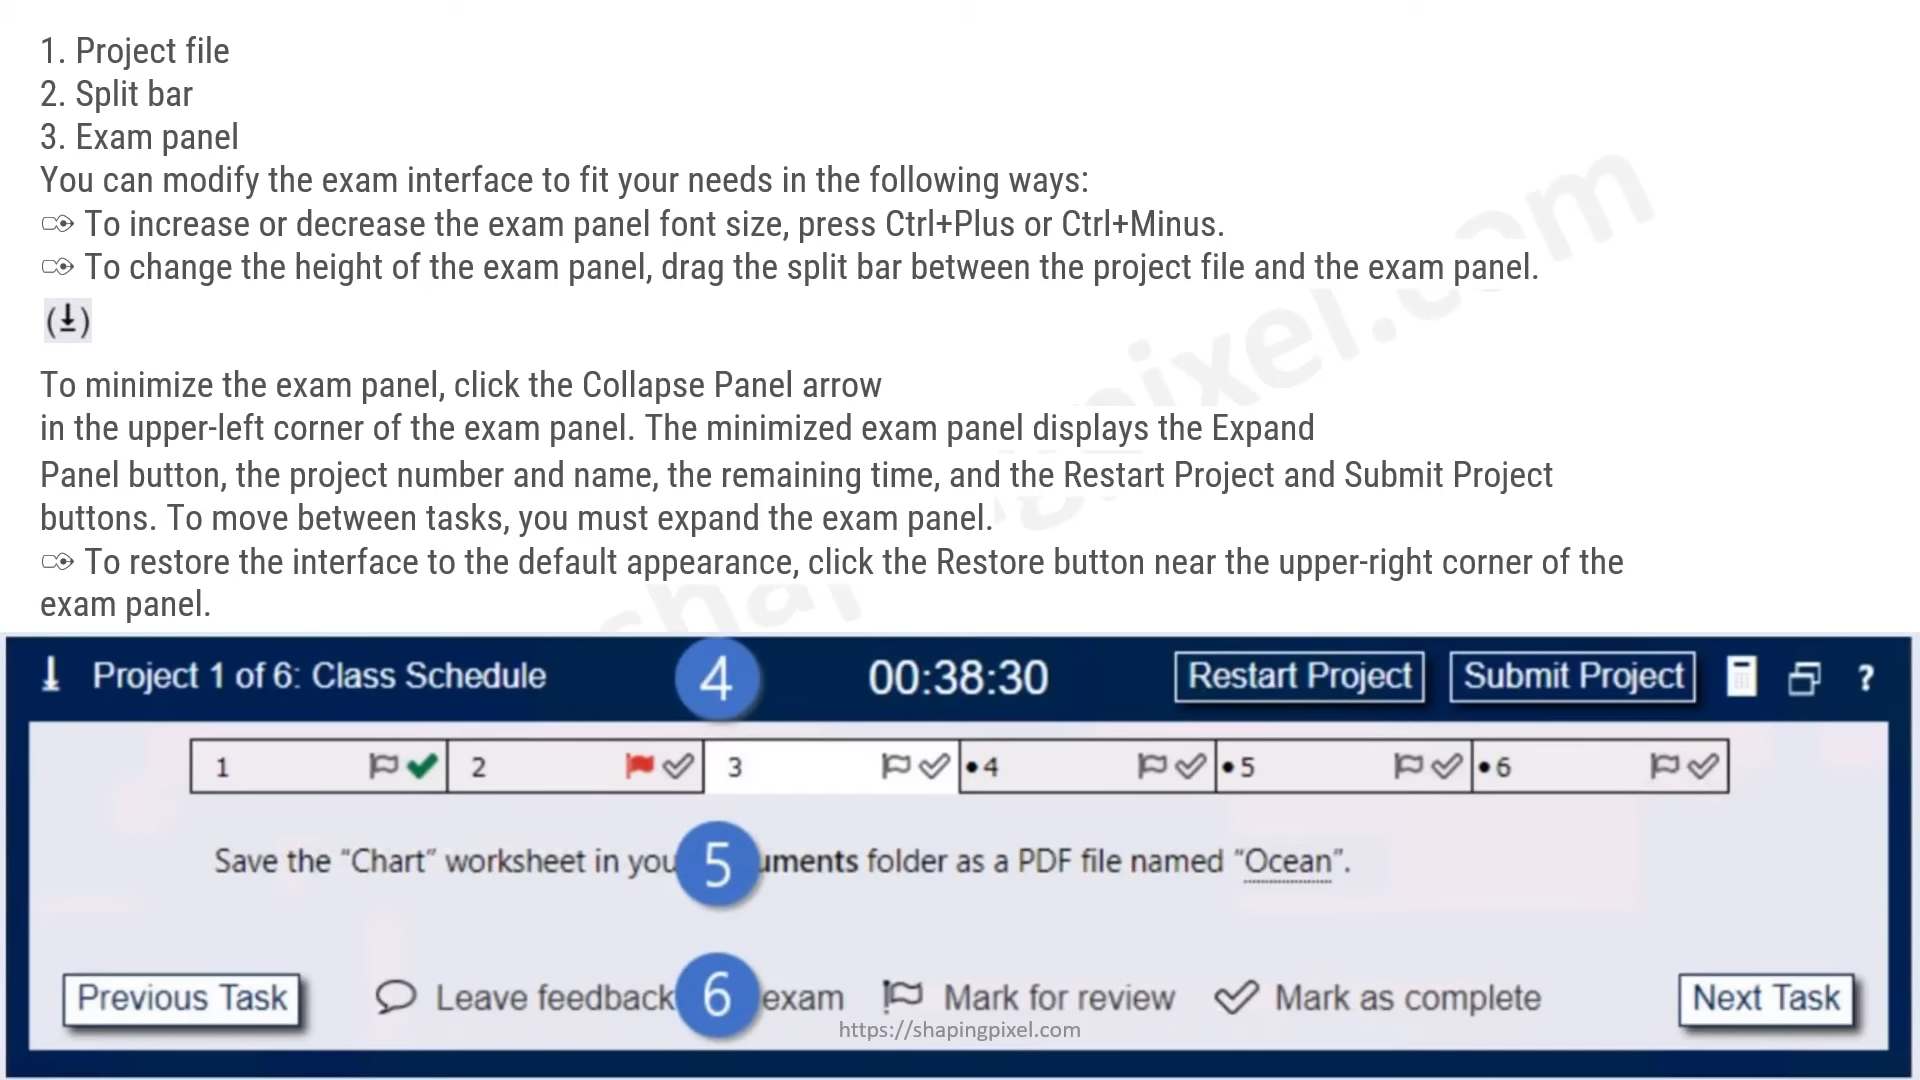 1. Project file
2. Split bar
3. Exam panel
You can modify the exam interface to fit your needs in the following ways:
To increase or decrease the exam panel font size, press Ctrl+Plus or Ctrl+Minus.
To change the height of the exam panel, drag the split bar between the project file and the exam panel.
To minimize the exam panel, click the Collapse Panel arrow
in the upper-left corner of the exam panel. The minimized exam panel displays the Expand
Panel button, the project number and name, the remaining time, and the Restart Project and Submit Project
buttons. To move between tasks, you must expand the exam panel.
To restore the interface to the default appearance, click the Restore button near the upper-right corner of the
exam panel.
Project 1 of 6: Class Schedule 4 00:38:30 Restart Project Submit Project ?
1 2 3 •4 •5 •6
Save the “Chart” worksheet in you 5 uments folder as a PDF file named “Ocean”.
Previous Task Leave feedback 6 exam Mark for review Mark as complete Next Task
https://shapingpixel.com